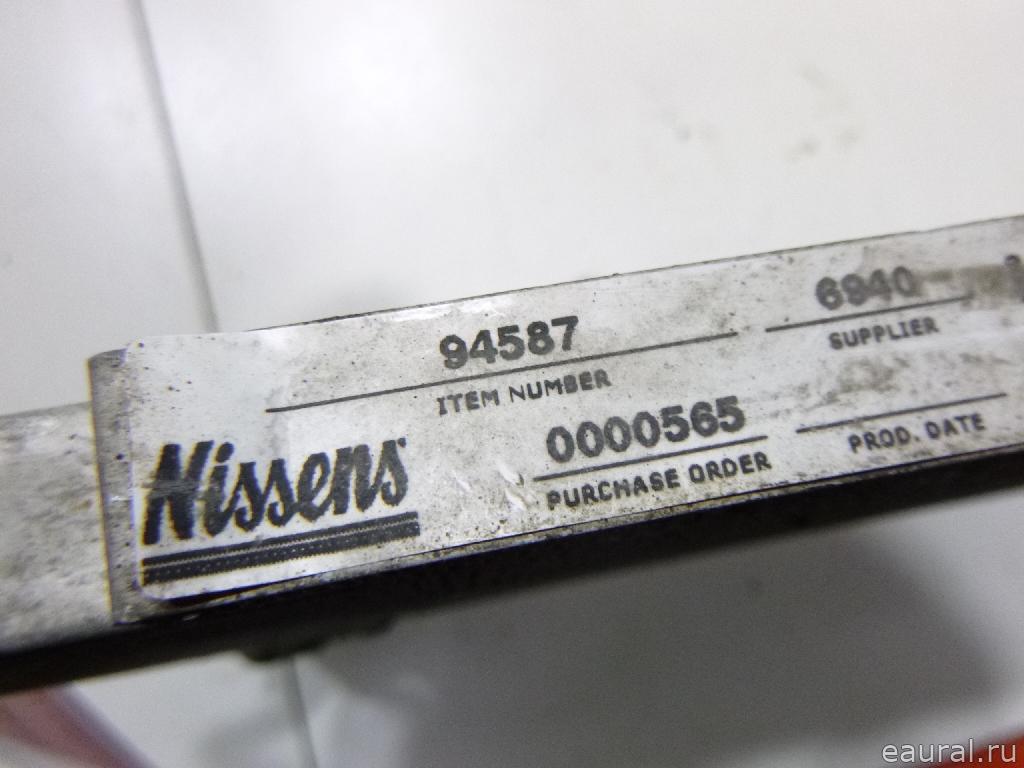 94587
ITEM NUMBER
6940
SUPPLIER
Nissens
0000565
PURCHASE ORDER
PROD. DATE
eaural.ru